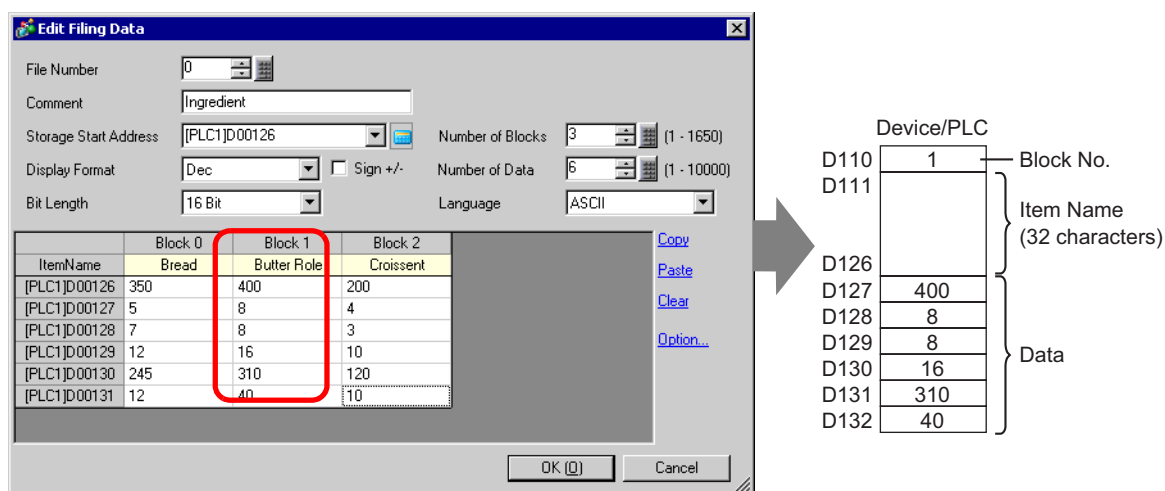 Edit Filing Data
File Number 0
Comment Ingredient
Storage Start Address [PLC1]D00126 Number of Blocks 3 (1 - 1650)
Display Format Dec Sign +/- Number of Data 6 (1 - 10000)
Bit Length 16 Bit Language ASCII
Block 0 Block 1 Block 2
ItemName Bread Butter Role Croissent
[PLC1]D00126 350 400 200
[PLC1]D00127 5 8 4
[PLC1]D00128 7 8 3
[PLC1]D00129 12 16 10
[PLC1]D00130 245 310 120
[PLC1]D00131 12 40 10
Copy
Paste
Clear
Option...
OK (O) Cancel
Device/PLC
D110 1 Block No.
D111
Item Name
(32 characters)
D126
D127 400
D128 8
D129 8
Data
D130 16
D131 310
D132 40